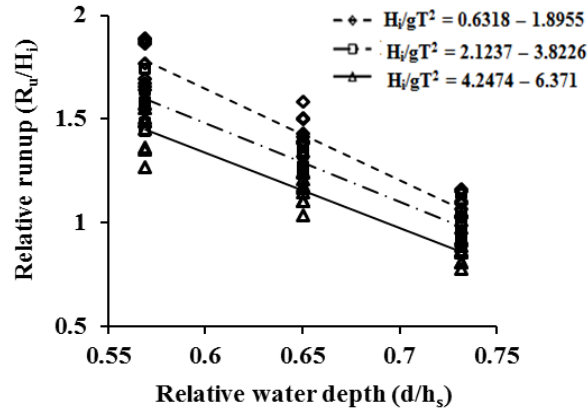 Hᵢ/gT² = 0.6318 – 1.8955
Hᵢ/gT² = 2.1237 – 3.8226
Hᵢ/gT² = 4.2474 – 6.371
Relative runup (Rᵤ/Hᵢ)
2
1.5
1
0.5
0.55
0.6
0.65
0.7
0.75
Relative water depth (d/hₛ)